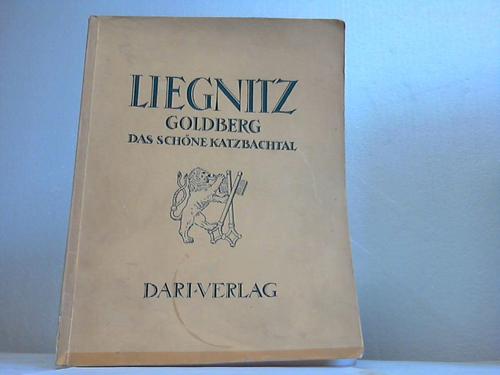 LIEGNITZ
GOLDBERG
DAS SCHÖNE KATZBACHTAL
DARI-VERLAG